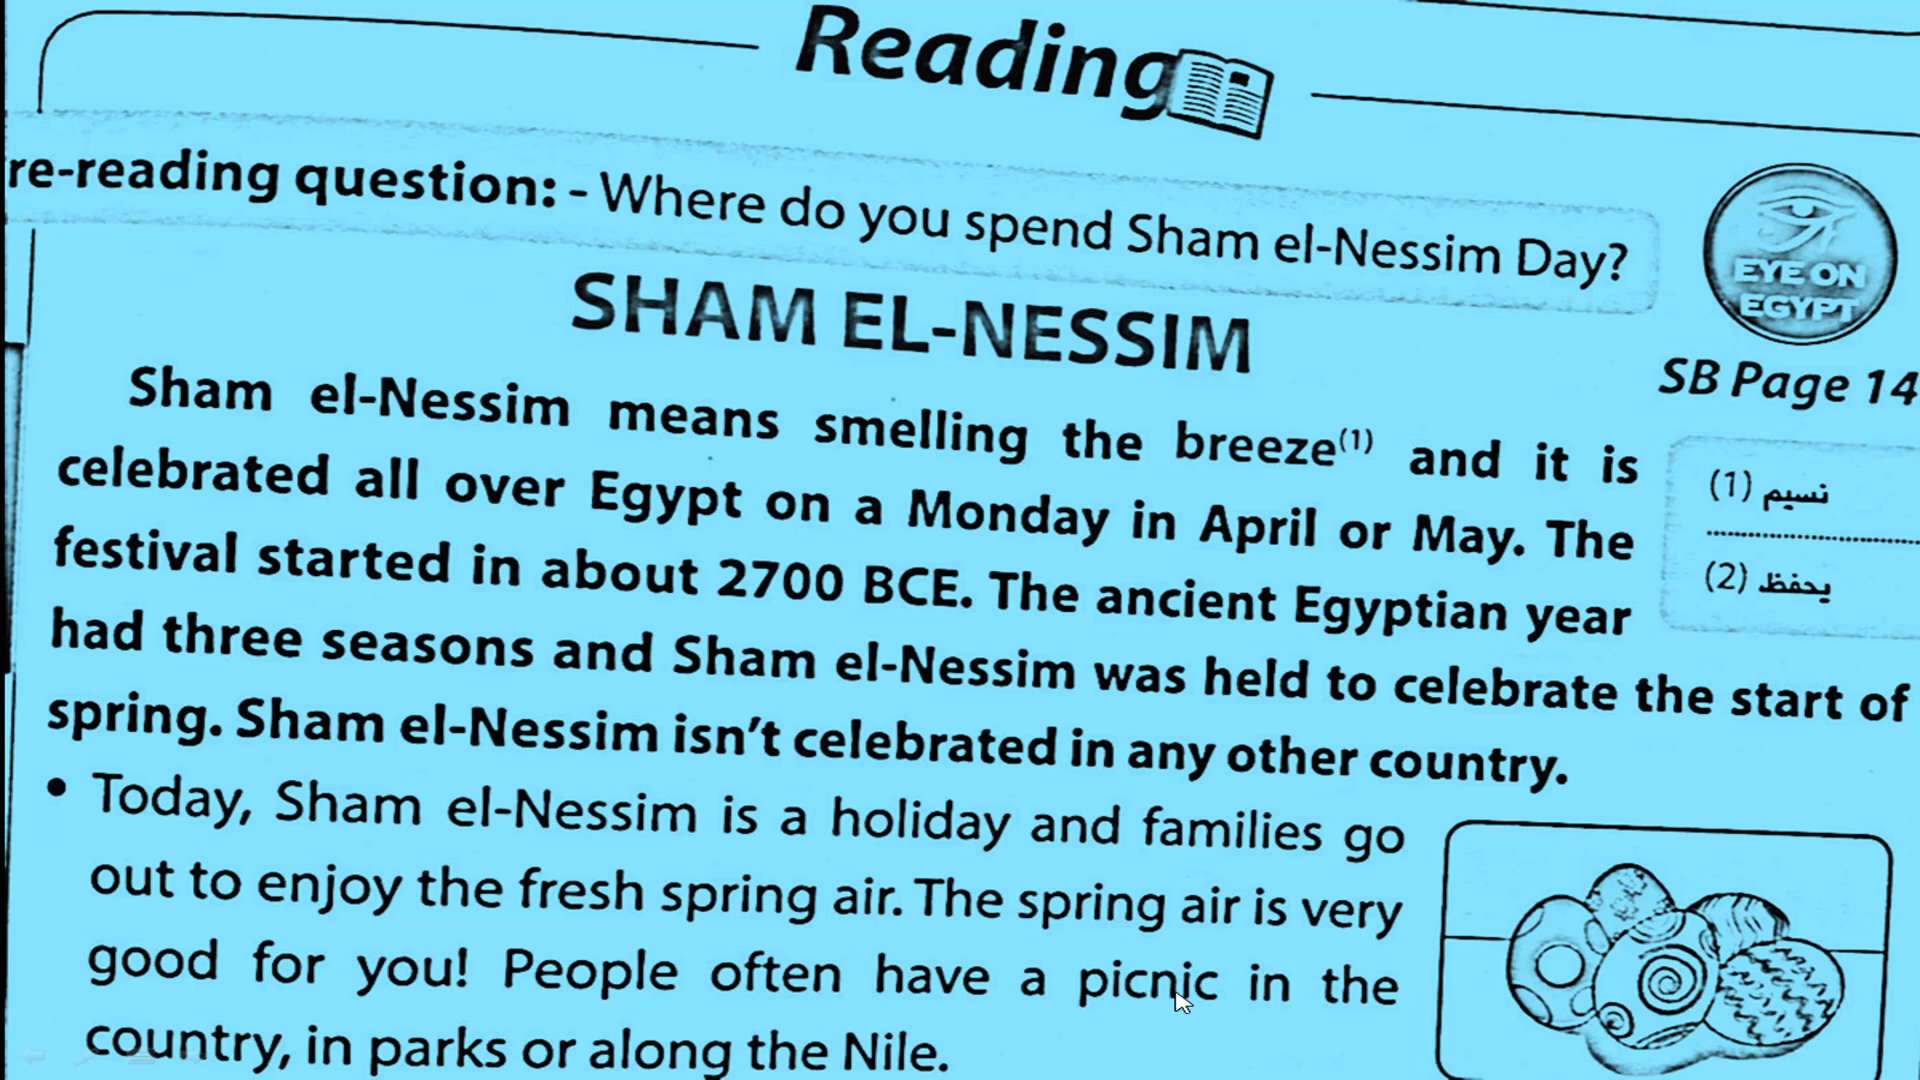 Reading
re-reading question: - Where do you spend Sham el-Nessim Day?
EYE ON
EGYPT
SHAM EL-NESSIM
SB Page 14
Sham el-Nessim means smelling the breeze(1) and it is
celebrated all over Egypt on a Monday in April or May. The
festival started in about 2700 BCE. The ancient Egyptian year
had three seasons and Sham el-Nessim was held to celebrate the start of
spring. Sham el-Nessim isn't celebrated in any other country.
(1) نسيم
(2) يحفظ
• Today, Sham el-Nessim is a holiday and families go
out to enjoy the fresh spring air. The spring air is very
good for you! People often have a picnic in the
country, in parks or along the Nile.